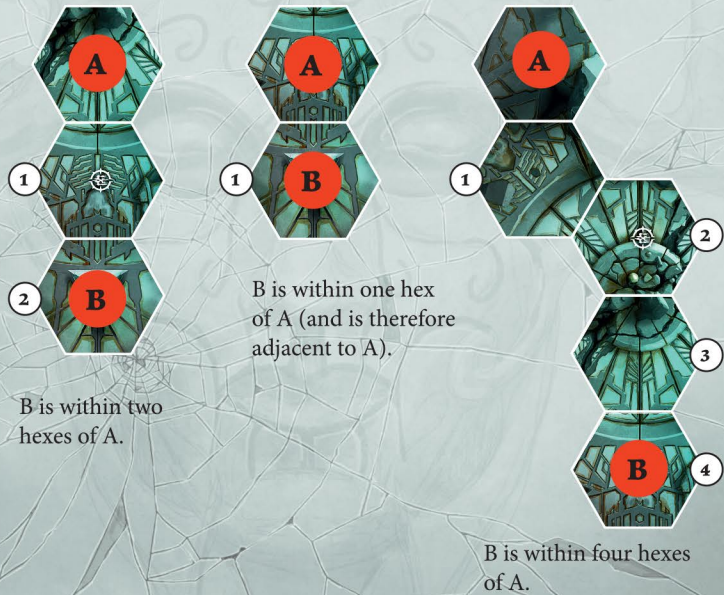 A
1
2
B
B is within two
hexes of A.
A
1
B
B is within one hex
of A (and is therefore
adjacent to A).
A
1
2
3
B
4
B is within four hexes
of A.